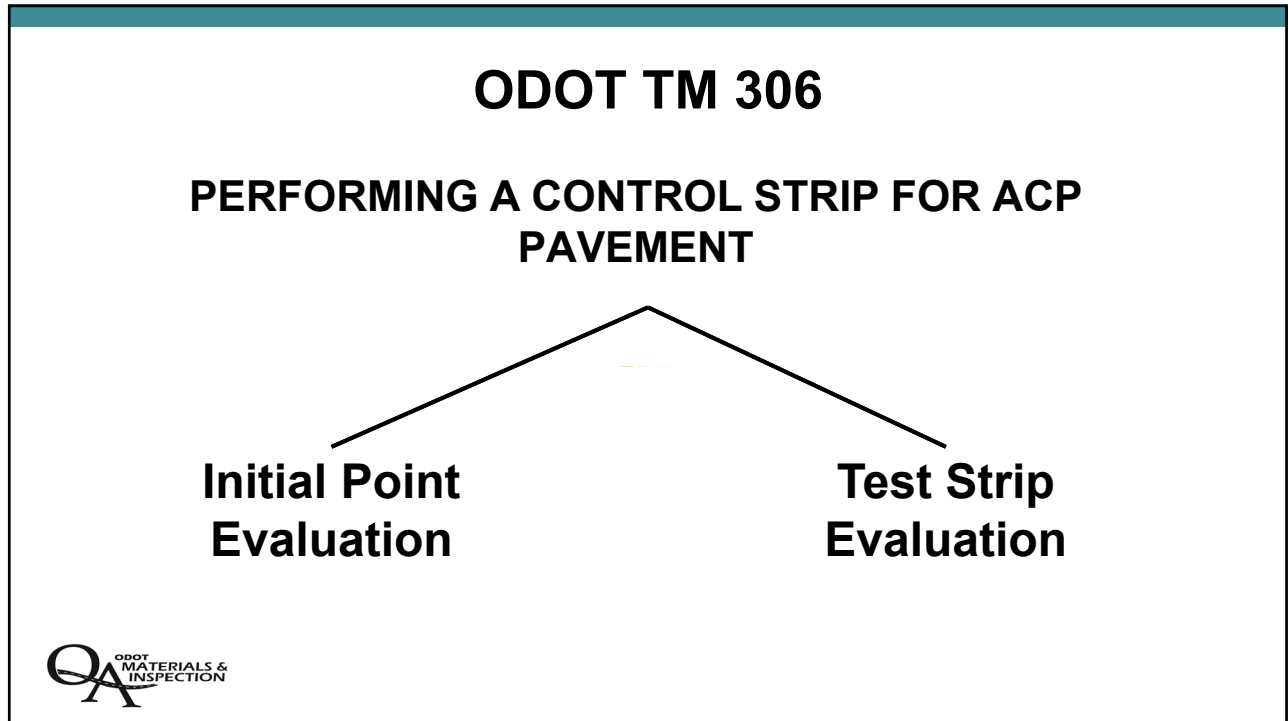 ODOT TM 306
PERFORMING A CONTROL STRIP FOR ACP
PAVEMENT
Initial Point
Evaluation
Test Strip
Evaluation
QA
ODOT
MATERIALS &
INSPECTION